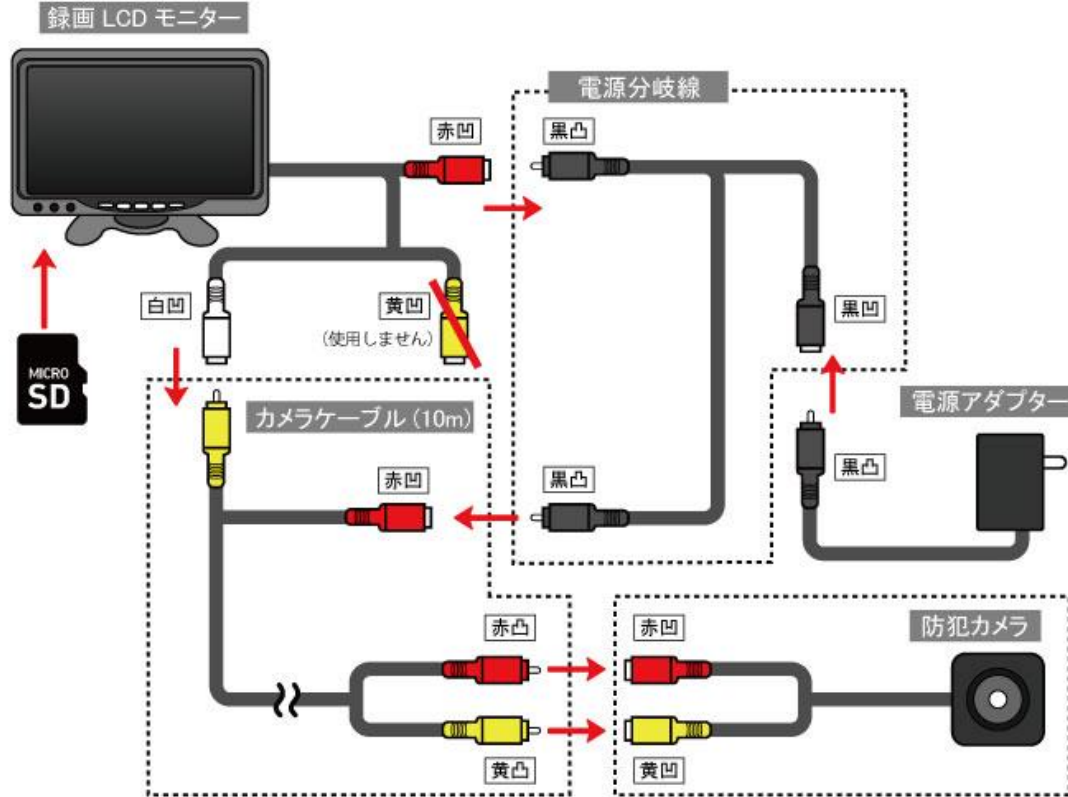 録画 LCD モニター
電源分岐線
赤凹
黒凸
白凹
黄凹
(使用しません)
黒凹
MICRO
SD
カメラケーブル (10m)
電源アダプター
赤凹
黒凸
黒凸
赤凸
赤凹
防犯カメラ
黄凸
黄凹